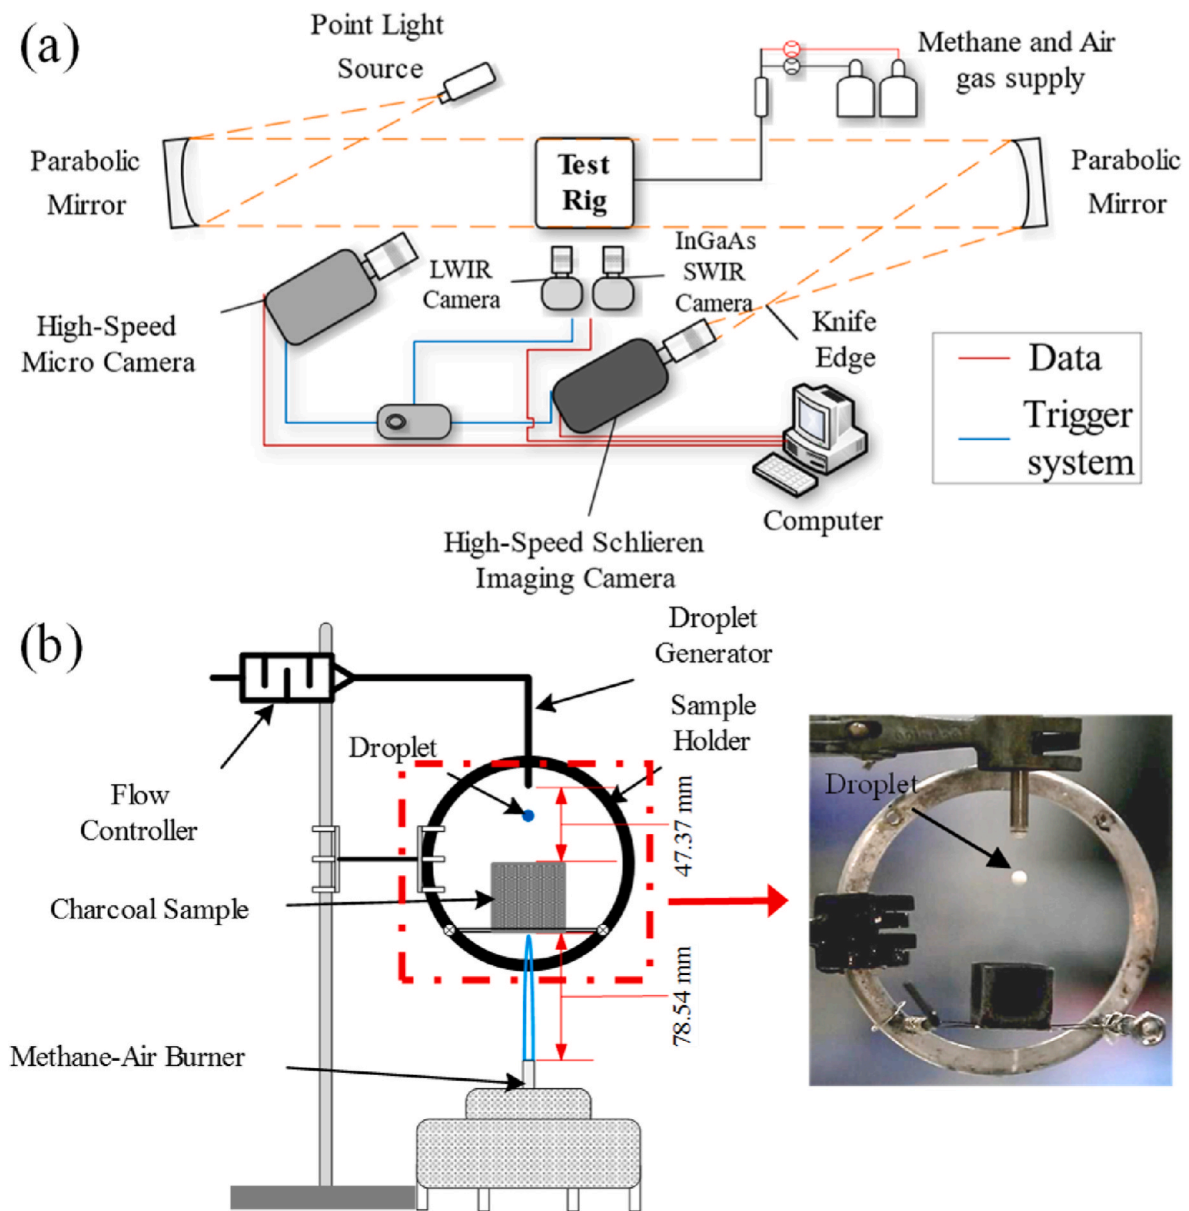 (a)
Point Light
Source
Methane and Air
gas supply
Parabolic
Mirror
Test
Rig
Parabolic
Mirror
LWIR
Camera
InGaAs
SWIR
Camera
High-Speed
Micro Camera
Knife
Edge
Data
Trigger
system
Computer
High-Speed Schlieren
Imaging Camera
(b)
Droplet
Generator
Sample
Holder
Droplet
Flow
Controller
47.37 mm
Charcoal Sample
78.54 mm
Methane-Air Burner
Droplet